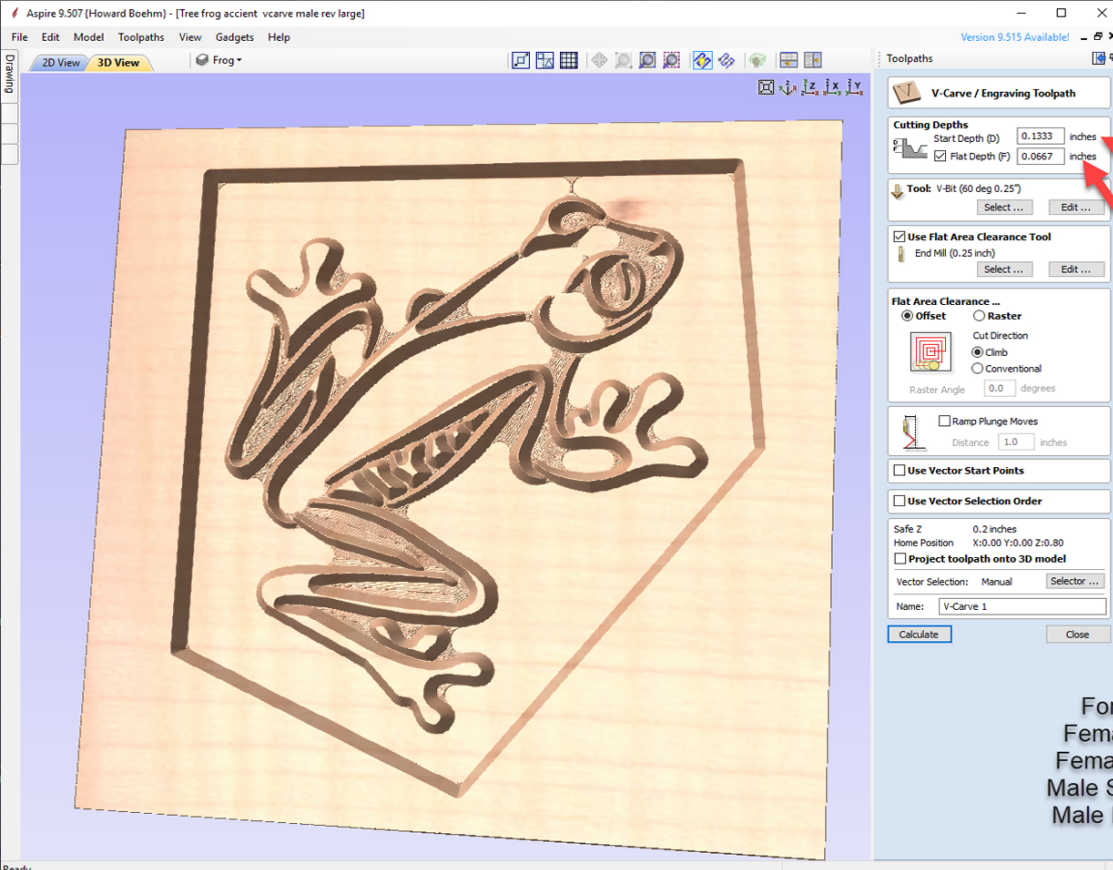 Aspire 9.507 {Howard Boehm} - [Tree frog accient vcarve male rev large]
File Edit Model Toolpaths View Gadgets Help
Version 9.515 Available!
Drawing
2D View 3D View Frog
Toolpaths
V-Carve / Engraving Toolpath
Cutting Depths
Start Depth (D) 0.1333 inches
Flat Depth (F) 0.0667 inches
Tool: V-Bit (60 deg 0.25")
Select ... Edit ...
Use Flat Area Clearance Tool
End Mill (0.25 inch)
Select ... Edit ...
Flat Area Clearance ...
Offset Raster
Cut Direction
Climb
Conventional
Raster Angle 0.0 degrees
Ramp Plunge Moves
Distance 1.0 inches
Use Vector Start Points
Use Vector Selection Order
Safe Z 0.2 inches
Home Position X:0.00 Y:0.00 Z:0.80
Project toolpath onto 3D model
Vector Selection: Manual Selector ...
Name: V-Carve 1
Calculate Close
For
Fema
Fema
Male S
Male
Ready